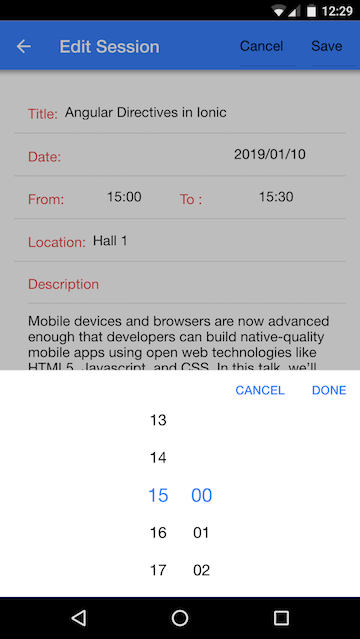 12:29
Edit Session Cancel Save
Title: Angular Directives in Ionic
Date: 2019/01/10
From: 15:00 To : 15:30
Location: Hall 1
Description
Mobile devices and browsers are now advanced
enough that developers can build native-quality
mobile apps using open web technologies like
HTML5, Javascript, and CSS. In this talk, we'll
CANCEL DONE
13
14
15 00
16 01
17 02